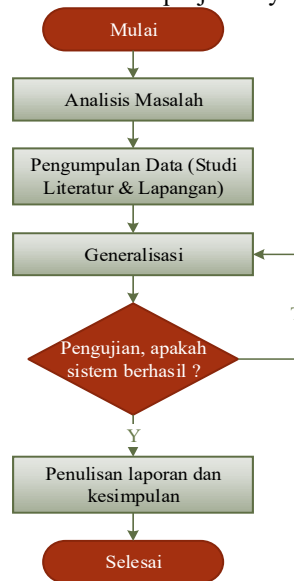 Mulai
Analisis Masalah
Pengumpulan Data (Studi
Literatur & Lapangan)
Generalisasi
Pengujian, apakah
sistem berhasil ?
Y
Penulisan laporan dan
kesimpulan
Selesai